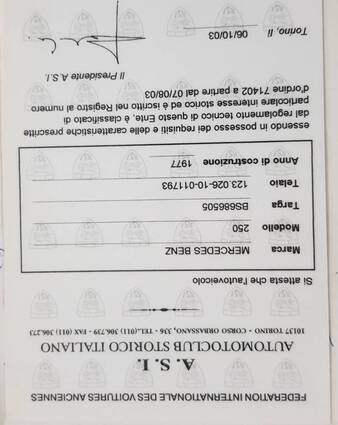 FEDERATION INTERNATIONALE DES VOITURES ANCIENNES
A. S. I.
AUTOMOTOCLUB STORICO ITALIANO
10137 TORINO - CORSO ORBASSANO, 336 - TEL.(011) 306.739 - FAX (011) 306.273
Si attesta che l'autoveicolo
Marca MERCEDES BENZ
Modello 250
Targa BS686505
Telaio 123.026-10-011793
Anno di costruzione 1977
essendo in possesso dei requisiti e delle caratteristiche prescritte
dal regolamento tecnico di questo Ente, è classificato di
particolare interesse storico ed è iscritto nel Registro al numero
d'ordine 71402 a partire dal 07/08/03
Il Presidente A.S.I.
Torino, li 06/10/03